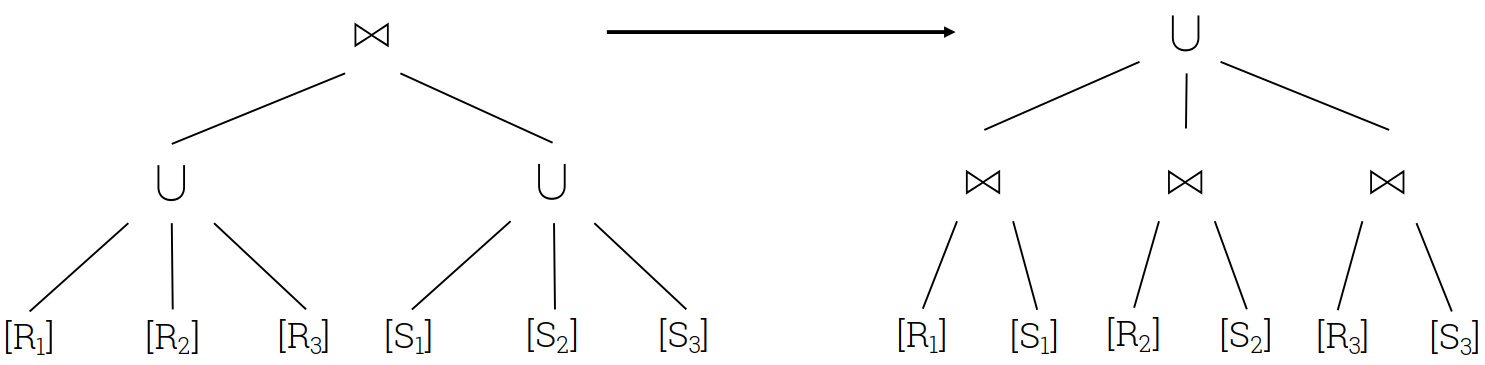 ⋈ ∪
∪ ∪ ⋈ ⋈ ⋈
[R₁] [R₂] [R₃] [S₁] [S₂] [S₃] [R₁] [S₁] [R₂] [S₂] [R₃] [S₃]